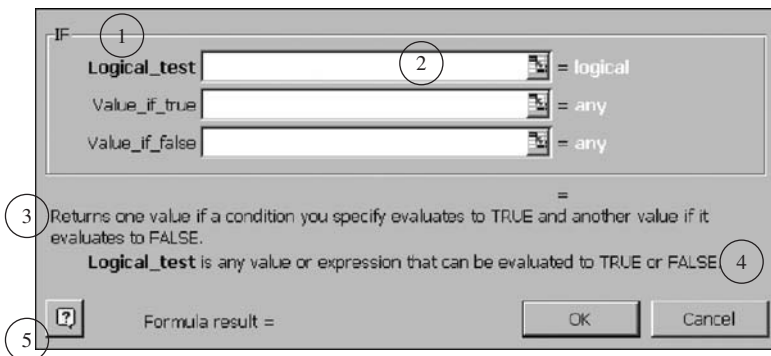 IF 1
Logical_test 2 = logical
Value_if_true = any
Value_if_false = any
=
3 Returns one value if a condition you specify evaluates to TRUE and another value if it
evaluates to FALSE.
Logical_test is any value or expression that can be evaluated to TRUE or FALSE. 4
? Formula result = OK Cancel
5